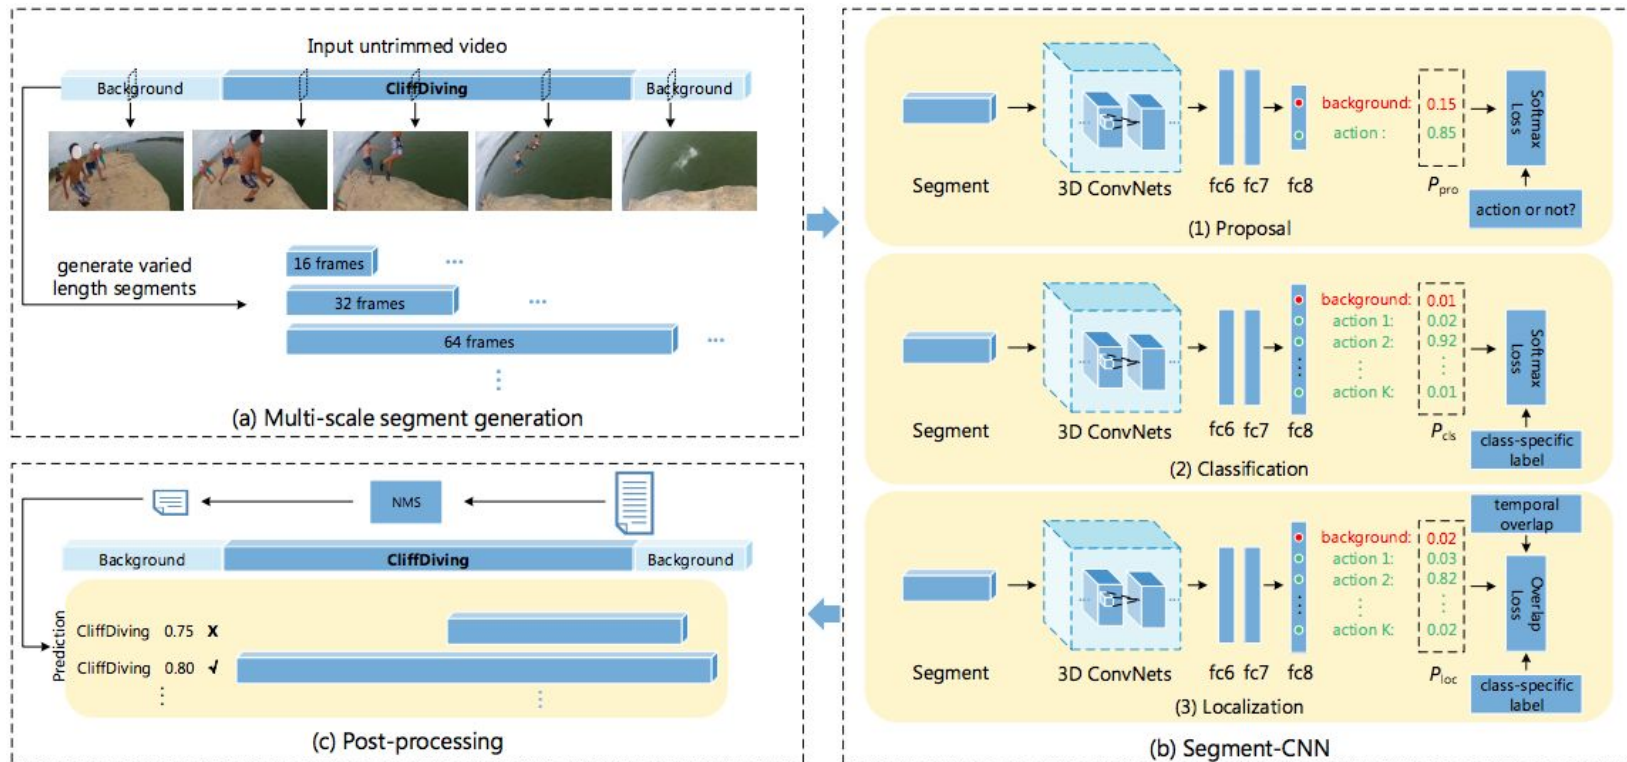 Input untrimmed video
Background CliffDiving Background
generate varied
length segments
16 frames ...
32 frames ...
64 frames ...
(a) Multi-scale segment generation
Segment
3D ConvNets
fc6 fc7 fc8
background: 0.15
action : 0.85
Ppro
Softmax
Loss
action or not?
(1) Proposal
Segment
3D ConvNets
fc6 fc7 fc8
background: 0.01
action 1: 0.02
action 2: 0.92
action K: 0.01
Pcls
Softmax
Loss
class-specific
label
(2) Classification
Segment
3D ConvNets
fc6 fc7 fc8
background: 0.02
action 1: 0.03
action 2: 0.82
action K: 0.02
Ploc
temporal
overlap
Overlap
Loss
class-specific
label
(3) Localization
(b) Segment-CNN
NMS
Background CliffDiving Background
Prediction
CliffDiving 0.75 X
CliffDiving 0.80 √
(c) Post-processing